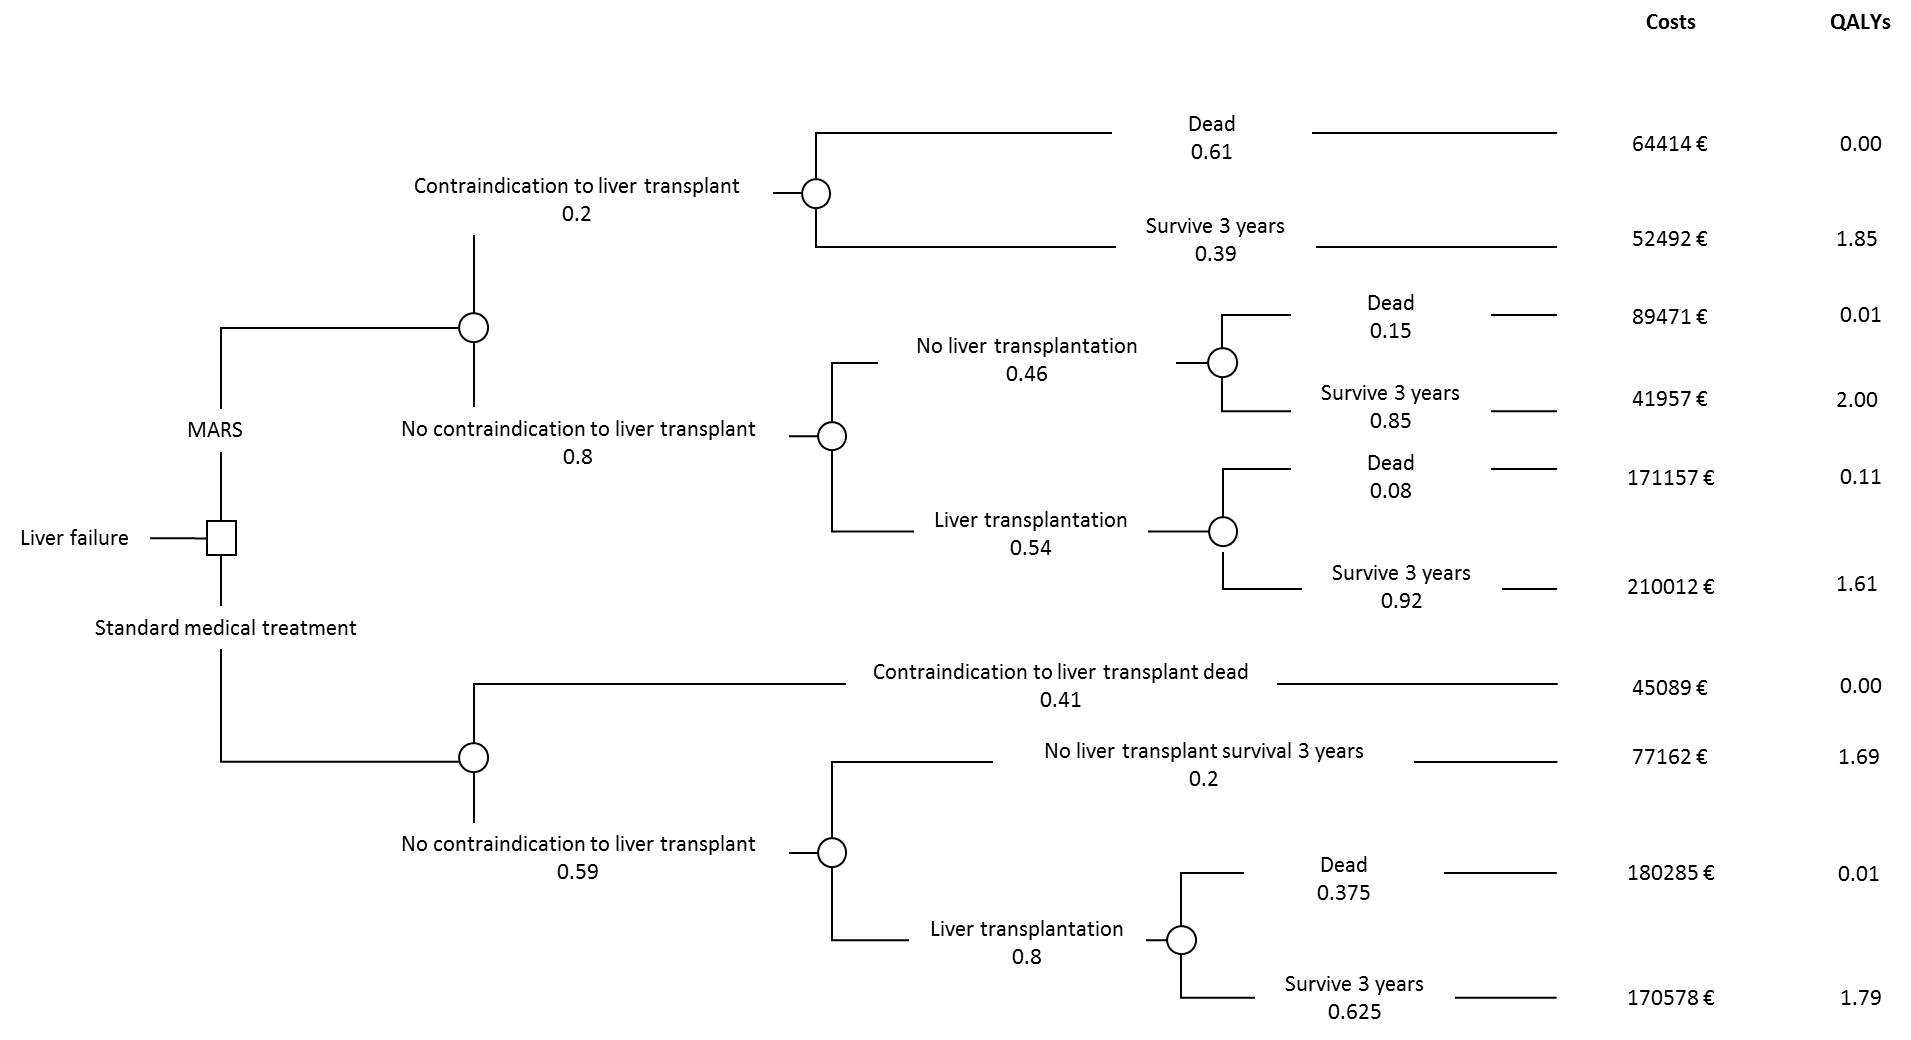 Costs QALYs
Dead
0.61
64414 € 0.00
Contraindication to liver transplant
0.2
Survive 3 years
0.39
52492 € 1.85
Dead
0.15
89471 € 0.01
No liver transplantation
0.46
Survive 3 years
0.85
41957 € 2.00
MARS
No contraindication to liver transplant
0.8
Dead
0.08
171157 € 0.11
Liver transplantation
0.54
Liver failure
Survive 3 years
0.92
210012 € 1.61
Standard medical treatment
Contraindication to liver transplant dead
0.41
45089 € 0.00
No liver transplant survival 3 years
0.2
77162 € 1.69
No contraindication to liver transplant
0.59
Dead
0.375
180285 € 0.01
Liver transplantation
0.8
Survive 3 years
0.625
170578 € 1.79